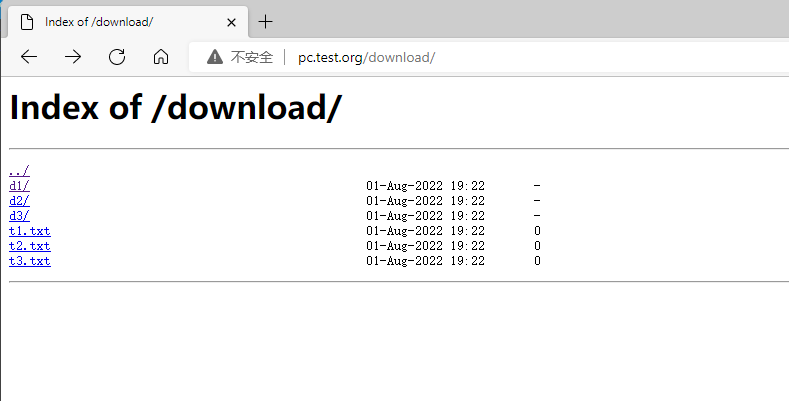 Index of /download/
不安全 pc.test.org/download/
Index of /download/
../
d1/ 01-Aug-2022 19:22 -
d2/ 01-Aug-2022 19:22 -
d3/ 01-Aug-2022 19:22 -
t1.txt 01-Aug-2022 19:22 0
t2.txt 01-Aug-2022 19:22 0
t3.txt 01-Aug-2022 19:22 0